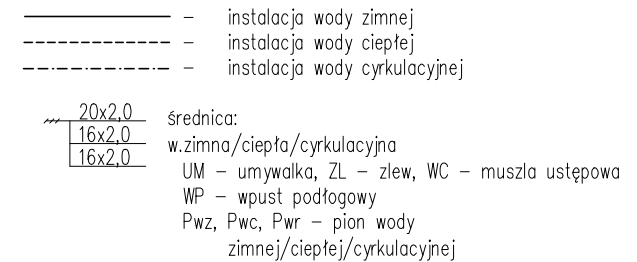 – instalacja wody zimnej
– instalacja wody ciepłej
– instalacja wody cyrkulacyjnej
20x2,0 średnica:
16x2,0 w.zimna/ciepła/cyrkulacyjna
16x2,0
UM – umywalka, ZL – zlew, WC – muszla ustępowa
WP – wpust podłogowy
Pwz, Pwc, Pwr – pion wody
zimnej/ciepłej/cyrkulacyjnej